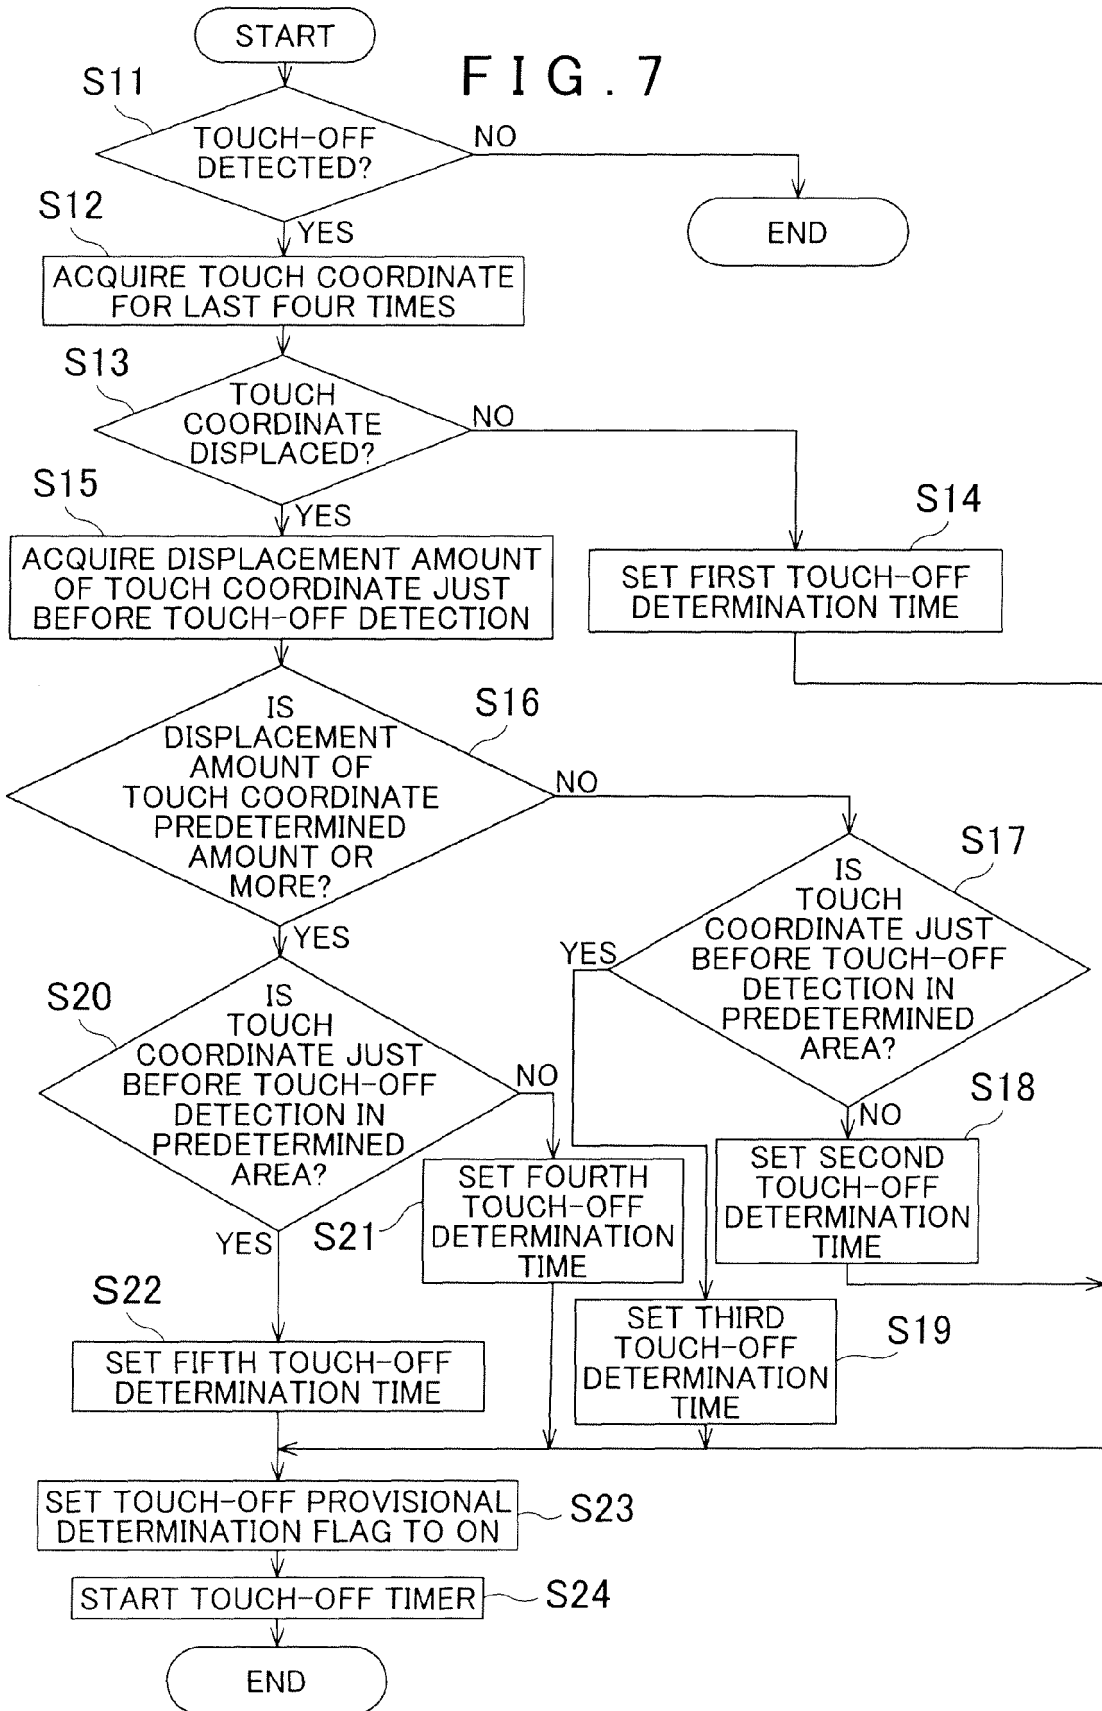 START
FIG. 7
S11
TOUCH-OFF
DETECTED?
NO
END
YES
S12
ACQUIRE TOUCH COORDINATE
FOR LAST FOUR TIMES
S13
TOUCH
COORDINATE
DISPLACED?
NO
YES
S14
SET FIRST TOUCH-OFF
DETERMINATION TIME
S15
ACQUIRE DISPLACEMENT AMOUNT
OF TOUCH COORDINATE JUST
BEFORE TOUCH-OFF DETECTION
S16
IS
DISPLACEMENT
AMOUNT OF
TOUCH COORDINATE
PREDETERMINED
AMOUNT OR
MORE?
NO
YES
S17
IS
TOUCH
COORDINATE JUST
BEFORE TOUCH-OFF
DETECTION IN
PREDETERMINED
AREA?
YES
NO
S18
SET SECOND
TOUCH-OFF
DETERMINATION
TIME
S19
SET THIRD
TOUCH-OFF
DETERMINATION
TIME
S20
IS
TOUCH
COORDINATE JUST
BEFORE TOUCH-OFF
DETECTION IN
PREDETERMINED
AREA?
NO
YES
S21
SET FOURTH
TOUCH-OFF
DETERMINATION
TIME
S22
SET FIFTH TOUCH-OFF
DETERMINATION TIME
SET TOUCH-OFF PROVISIONAL
DETERMINATION FLAG TO ON
S23
START TOUCH-OFF TIMER
S24
END